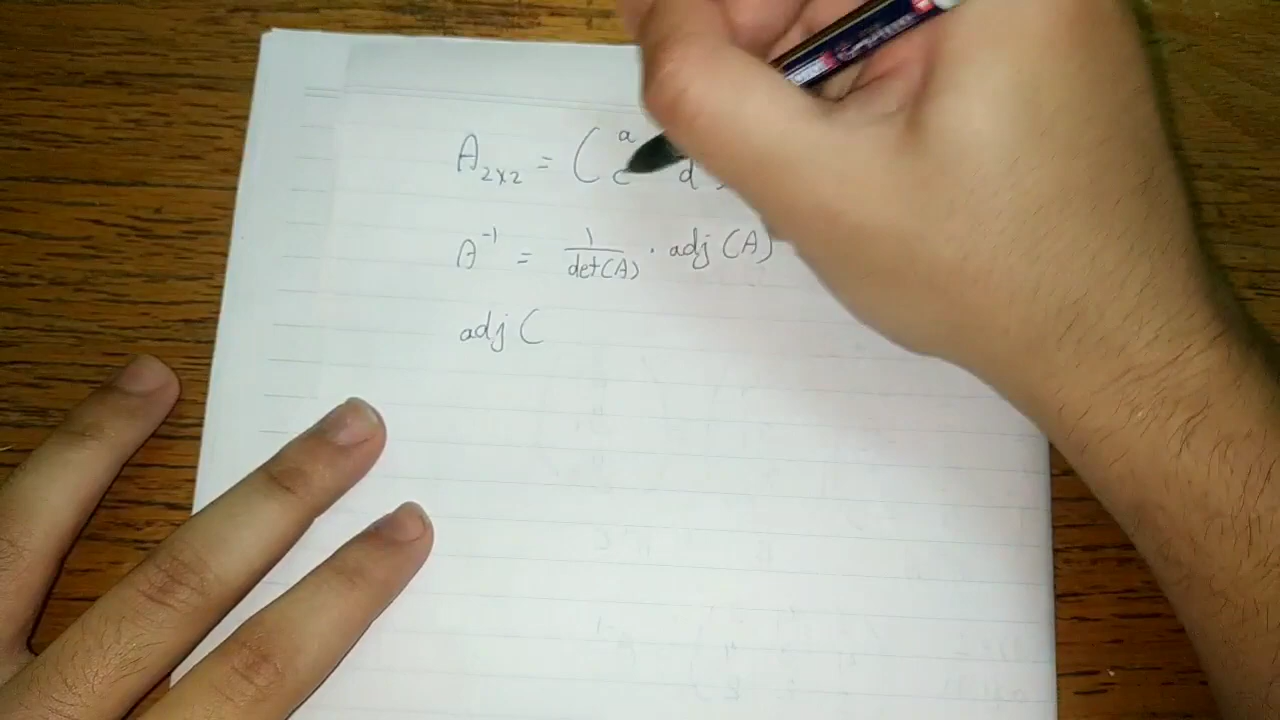 A₂ₓ₂ = ( a
c d )
A⁻¹ = 1/det(A) · adj (A)
adj (